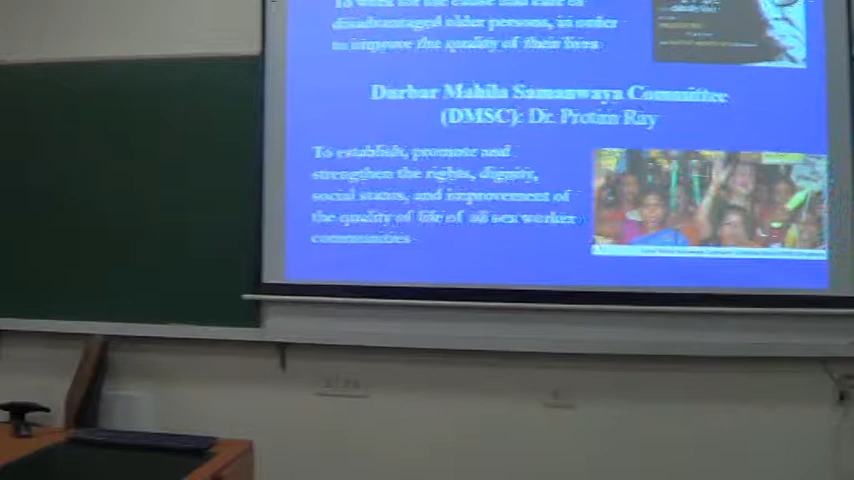 To work for the cause and care of
disadvantaged older persons, in order
to improve the quality of their lives
Durbar Mahila Samanwaya Committee
(DMSC): Dr. Protim Ray
To establish, promote and
strengthen the rights, dignity,
social status, and improvement of
the quality of life of all sex worker
communities